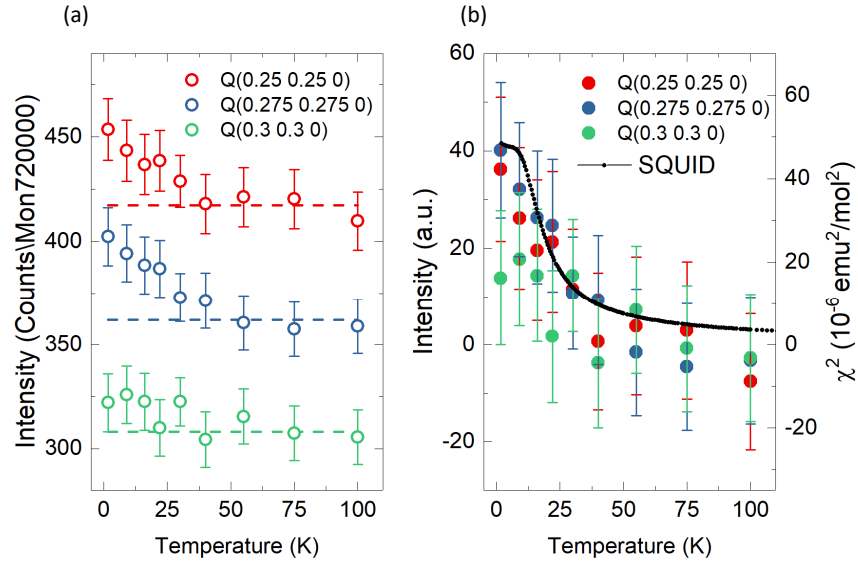 (a)
(b)
Q(0.25 0.25 0)
Q(0.275 0.275 0)
Q(0.3 0.3 0)
450
400
350
300
0
25
50
75
100
Temperature (K)
Intensity (Counts\Mon720000)
Q(0.25 0.25 0)
Q(0.275 0.275 0)
Q(0.3 0.3 0)
SQUID
60
40
20
0
-20
Intensity (a.u.)
0
25
50
75
100
Temperature (K)
60
40
20
0
-20
χ² (10⁻⁶ emu²/mol²)